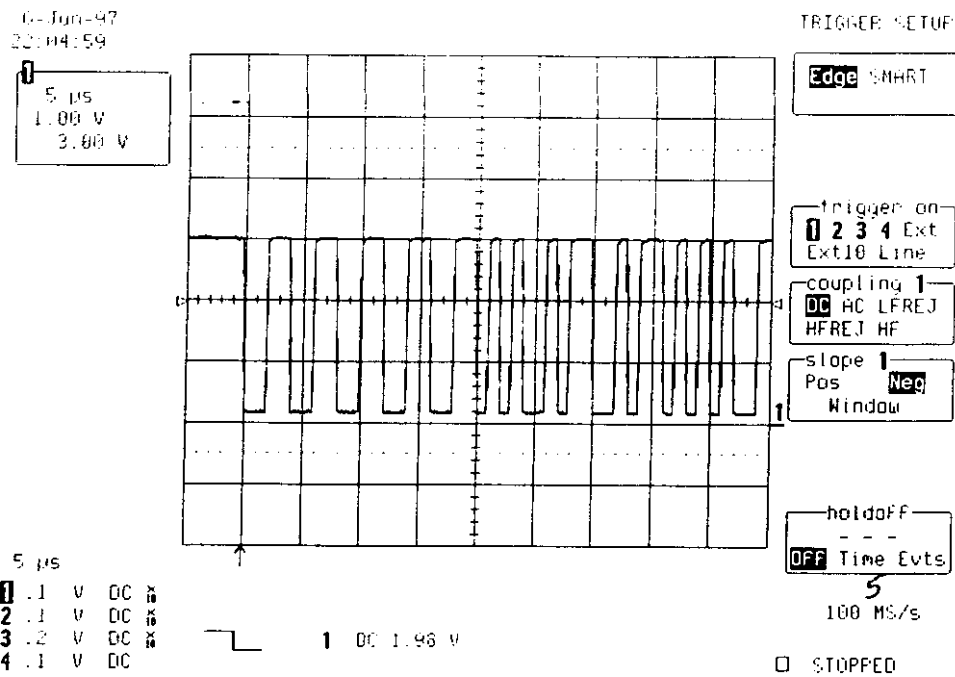 6-Jun-97
22:04:59
1
5 µs
1.00 V
3.00 V
TRIGGER SETUP
Edge SMART
trigger on
1 2 3 4 Ext
Ext10 Line
coupling 1
DC AC LFREJ
HFREJ HF
slope 1
Pos Neg
Window
1
holdoff
- - -
OFF Time Evts
5
100 MS/s
5 µs
1 .1 V DC
2 .1 V DC
3 .2 V DC
4 .1 V DC
1 DC 1.98 V
STOPPED